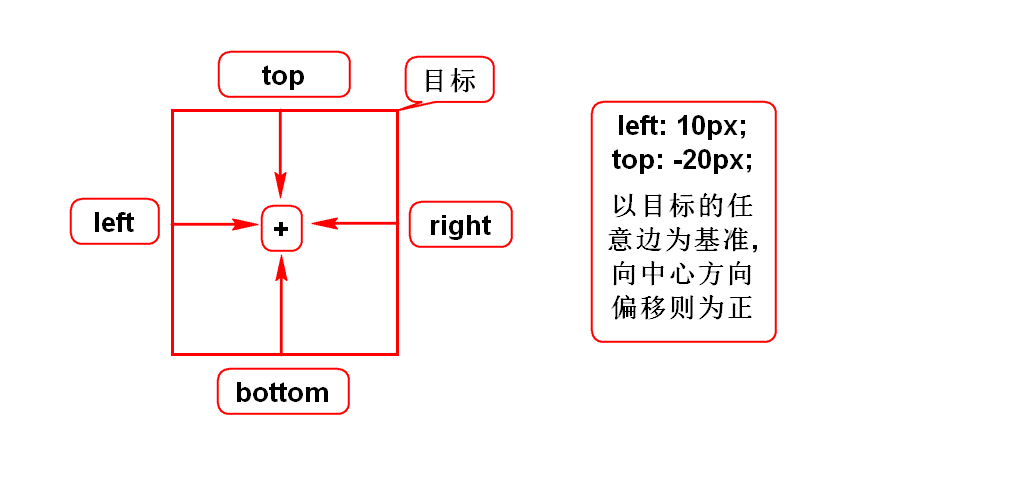 top
目标
left
+
right
bottom
left: 10px;
top: -20px;
以目标的任
意边为基准，
向中心方向
偏移则为正